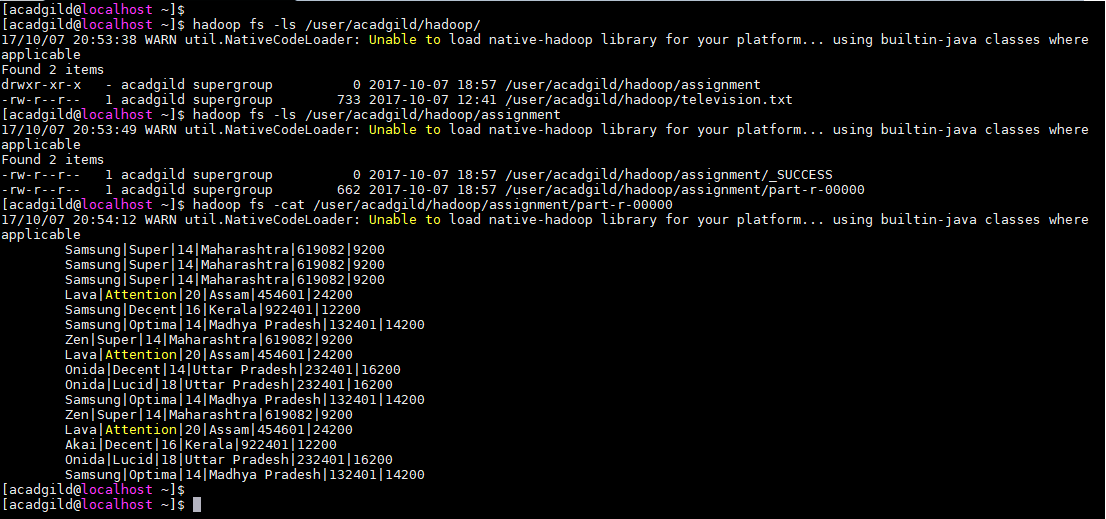 [acadgild@localhost ~]$
[acadgild@localhost ~]$ hadoop fs -ls /user/acadgild/hadoop/
17/10/07 20:53:38 WARN util.NativeCodeLoader: Unable to load native-hadoop library for your platform... using builtin-java classes where
applicable
Found 2 items
drwxr-xr-x   - acadgild supergroup          0 2017-10-07 18:57 /user/acadgild/hadoop/assignment
-rw-r--r--   1 acadgild supergroup        733 2017-10-07 12:41 /user/acadgild/hadoop/television.txt
[acadgild@localhost ~]$ hadoop fs -ls /user/acadgild/hadoop/assignment
17/10/07 20:53:49 WARN util.NativeCodeLoader: Unable to load native-hadoop library for your platform... using builtin-java classes where
applicable
Found 2 items
-rw-r--r--   1 acadgild supergroup          0 2017-10-07 18:57 /user/acadgild/hadoop/assignment/_SUCCESS
-rw-r--r--   1 acadgild supergroup        662 2017-10-07 18:57 /user/acadgild/hadoop/assignment/part-r-00000
[acadgild@localhost ~]$ hadoop fs -cat /user/acadgild/hadoop/assignment/part-r-00000
17/10/07 20:54:12 WARN util.NativeCodeLoader: Unable to load native-hadoop library for your platform... using builtin-java classes where
applicable
        Samsung|Super|14|Maharashtra|619082|9200
        Samsung|Super|14|Maharashtra|619082|9200
        Samsung|Super|14|Maharashtra|619082|9200
        Lava|Attention|20|Assam|454601|24200
        Samsung|Decent|16|Kerala|922401|12200
        Samsung|Optima|14|Madhya Pradesh|132401|14200
        Zen|Super|14|Maharashtra|619082|9200
        Lava|Attention|20|Assam|454601|24200
        Onida|Decent|14|Uttar Pradesh|232401|16200
        Onida|Lucid|18|Uttar Pradesh|232401|16200
        Samsung|Optima|14|Madhya Pradesh|132401|14200
        Zen|Super|14|Maharashtra|619082|9200
        Lava|Attention|20|Assam|454601|24200
        Akai|Decent|16|Kerala|922401|12200
        Onida|Lucid|18|Uttar Pradesh|232401|16200
        Samsung|Optima|14|Madhya Pradesh|132401|14200
[acadgild@localhost ~]$
[acadgild@localhost ~]$